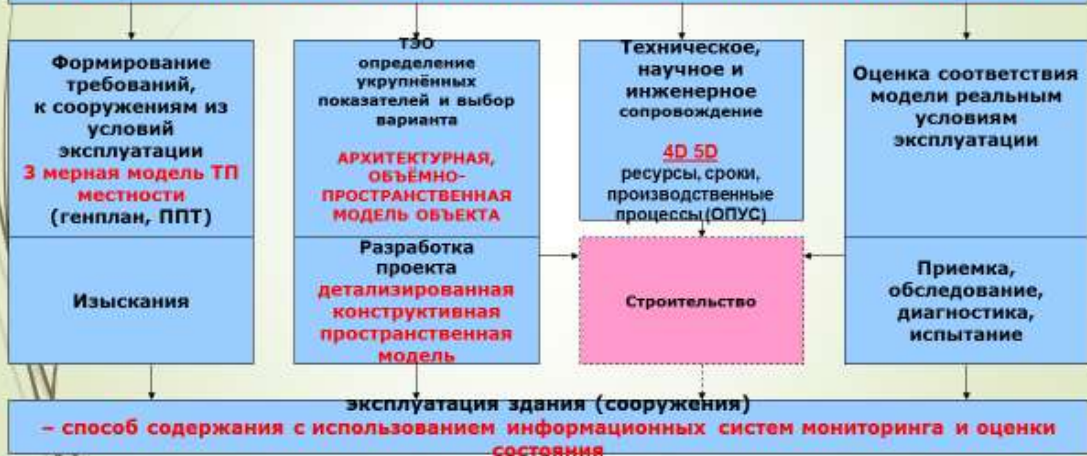 Формирование
требований,
к сооружениям из
условий
эксплуатации
3 мерная модель ТП
местности
(генплан, ППТ)
Изыскания
ТЭО
определение
укрупнённых
показателей и выбор
варианта
АРХИТЕКТУРНАЯ,
ОБЪЁМНО-
ПРОСТРАНСТВЕННАЯ
МОДЕЛЬ ОБЪЕКТА
Разработка
проекта
детализированная
конструктивная
пространственная
модель
Техническое,
научное и
инженерное
сопровождение
4D 5D
ресурсы, сроки,
производственные
процессы (ОПУС)
Строительство
Оценка соответствия
модели реальным
условиям
эксплуатации
Приемка,
обследование,
диагностика,
испытание
эксплуатация здания (сооружения)
– способ содержания с использованием информационных систем мониторинга и оценки
состояния